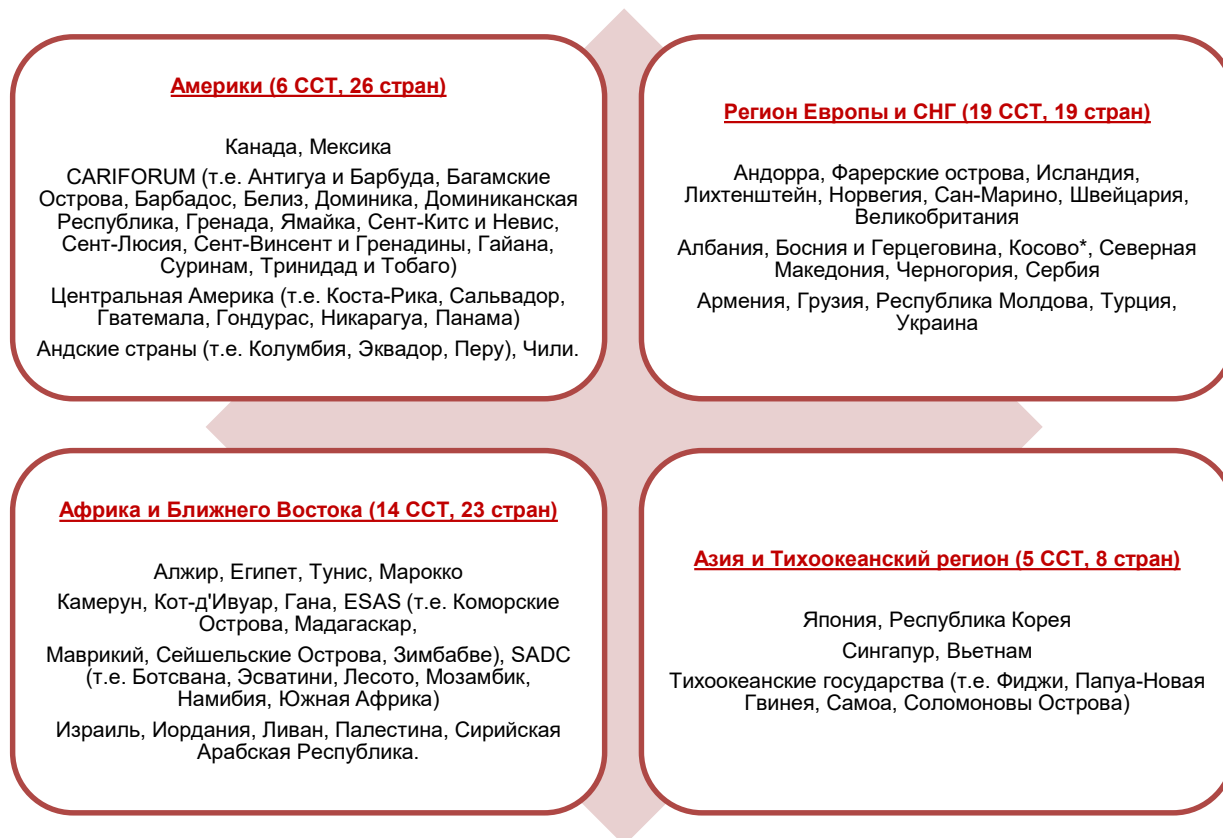 Америки (6 ССТ, 26 стран)
Канада, Мексика
CARIFORUM (т.е. Антигуа и Барбуда, Багамские
Острова, Барбадос, Белиз, Доминика, Доминиканская
Республика, Гренада, Ямайка, Сент-Китс и Невис,
Сент-Люсия, Сент-Винсент и Гренадины, Гайана,
Суринам, Тринидад и Тобаго)
Центральная Америка (т.е. Коста-Рика, Сальвадор,
Гватемала, Гондурас, Никарагуа, Панама)
Андские страны (т.е. Колумбия, Эквадор, Перу), Чили.
Регион Европы и СНГ (19 ССТ, 19 стран)
Андорра, Фарерские острова, Исландия,
Лихтенштейн, Норвегия, Сан-Марино, Швейцария,
Великобритания
Албания, Босния и Герцеговина, Косово*, Северная
Македония, Черногория, Сербия
Армения, Грузия, Республика Молдова, Турция,
Украина
Африка и Ближнего Востока (14 ССТ, 23 стран)
Алжир, Египет, Тунис, Марокко
Камерун, Кот-д'Ивуар, Гана, ESAS (т.е. Коморские
Острова, Мадагаскар,
Маврикий, Сейшельские Острова, Зимбабве), SADC
(т.е. Ботсвана, Эсватини, Лесото, Мозамбик,
Намибия, Южная Африка)
Израиль, Иордания, Ливан, Палестина, Сирийская
Арабская Республика.
Азия и Тихоокеанский регион (5 ССТ, 8 стран)
Япония, Республика Корея
Сингапур, Вьетнам
Тихоокеанские государства (т.е. Фиджи, Папуа-Новая
Гвинея, Самоа, Соломоновы Острова)